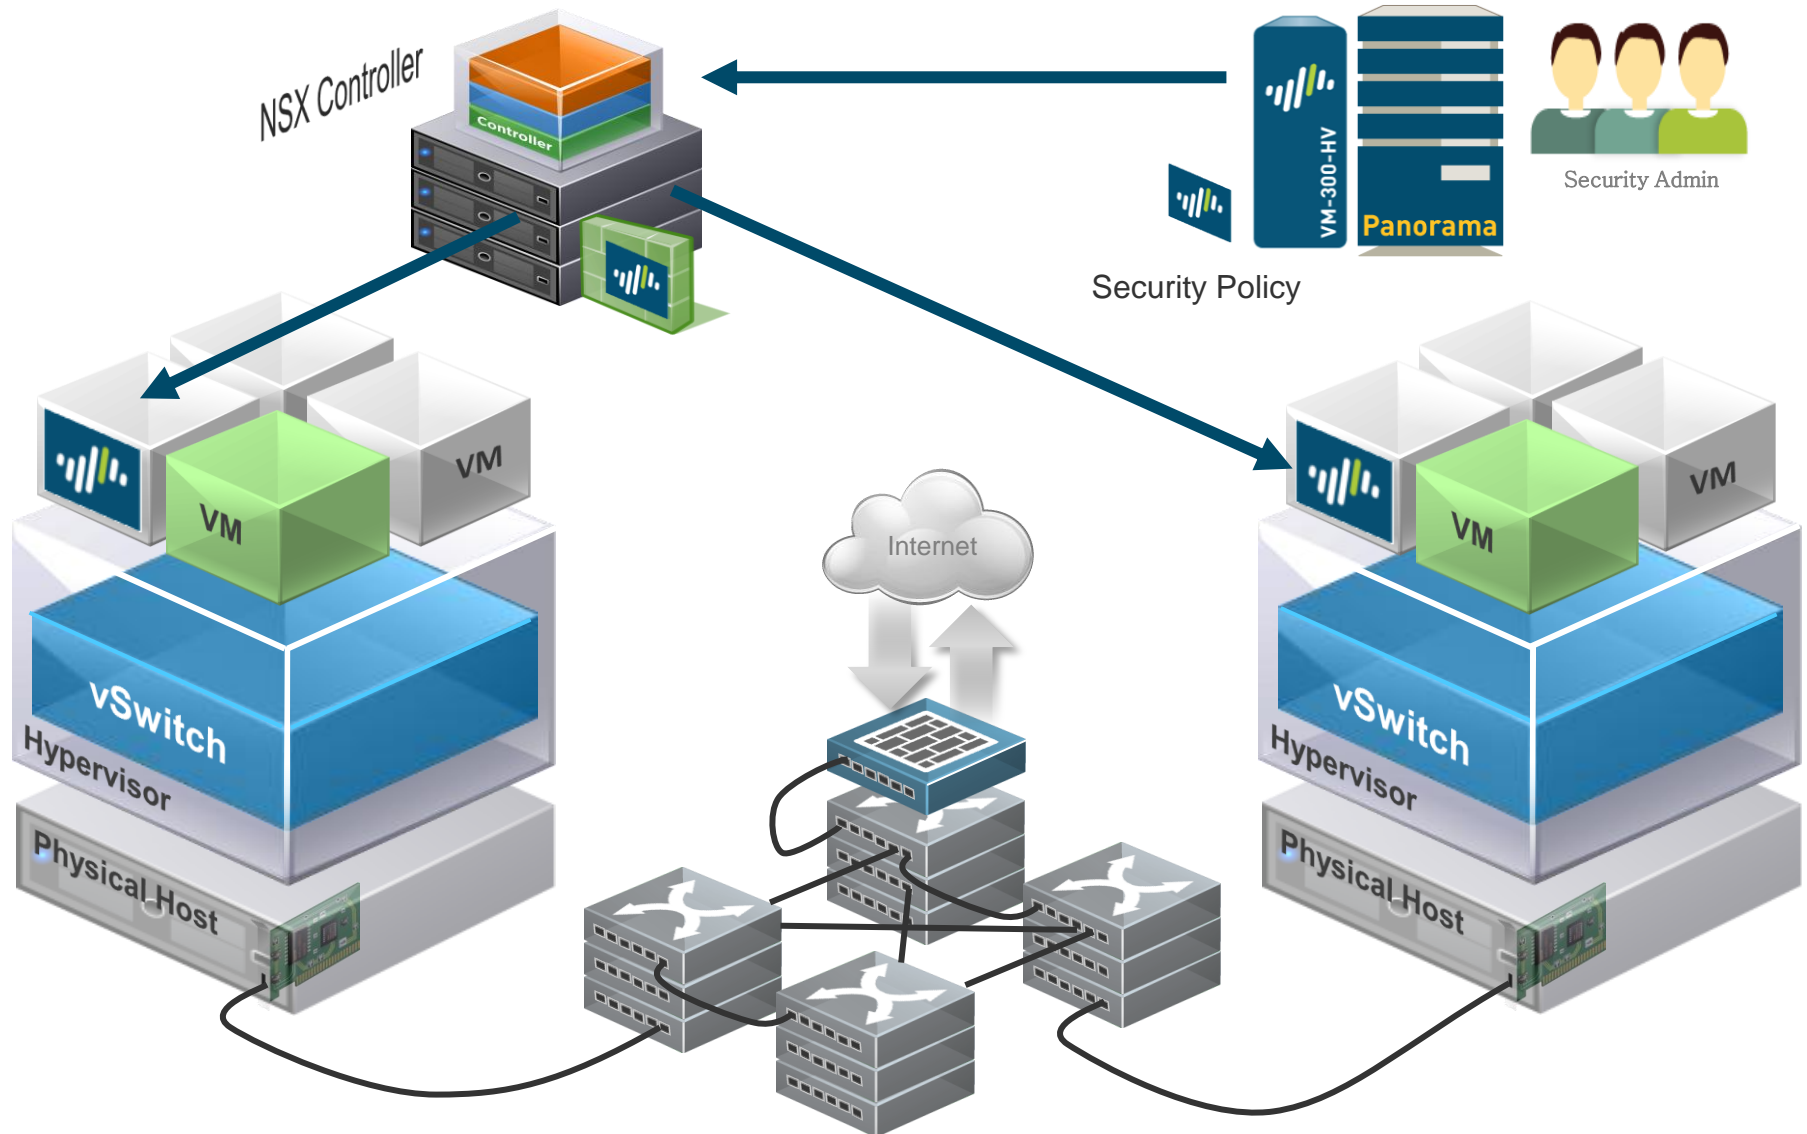 NSX Controller
Controller
VM-300-HV
Panorama
Security Admin
Security Policy
VM
VM
vSwitch
Hypervisor
Physical Host
Internet
VM
VM
vSwitch
Hypervisor
Physical Host